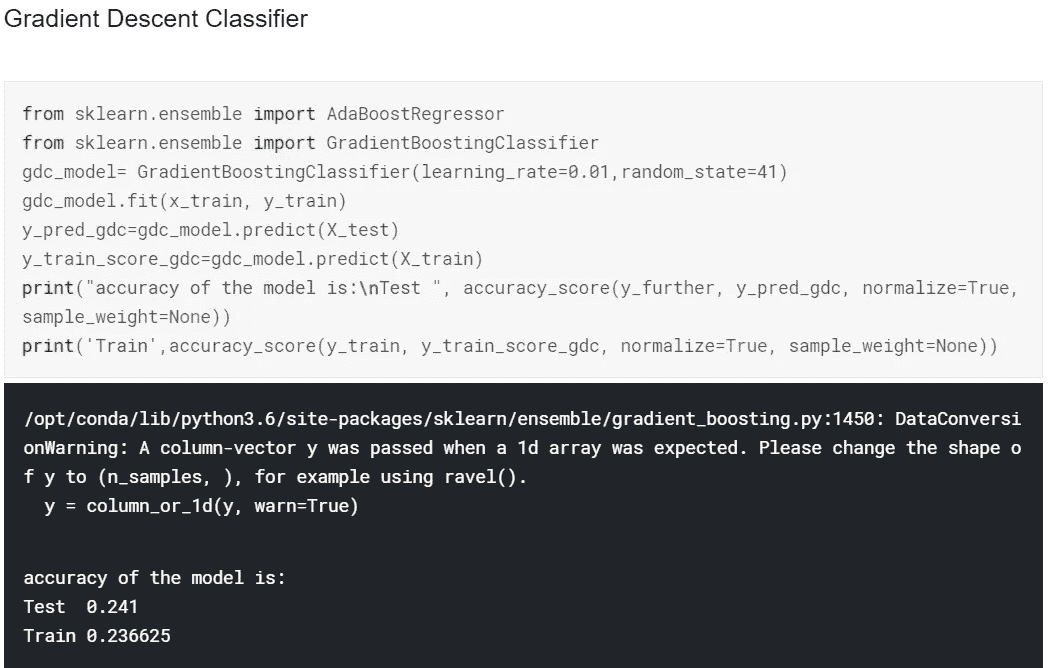 Gradient Descent Classifier
from sklearn.ensemble import AdaBoostRegressor
from sklearn.ensemble import GradientBoostingClassifier
gdc_model= GradientBoostingClassifier(learning_rate=0.01,random_state=41)
gdc_model.fit(x_train, y_train)
y_pred_gdc=gdc_model.predict(X_test)
y_train_score_gdc=gdc_model.predict(X_train)
print("accuracy of the model is:\nTest ", accuracy_score(y_further, y_pred_gdc, normalize=True,
sample_weight=None))
print('Train',accuracy_score(y_train, y_train_score_gdc, normalize=True, sample_weight=None))
/opt/conda/lib/python3.6/site-packages/sklearn/ensemble/gradient_boosting.py:1450: DataConversi
onWarning: A column-vector y was passed when a 1d array was expected. Please change the shape o
f y to (n_samples, ), for example using ravel().
  y = column_or_1d(y, warn=True)
accuracy of the model is:
Test  0.241
Train 0.236625